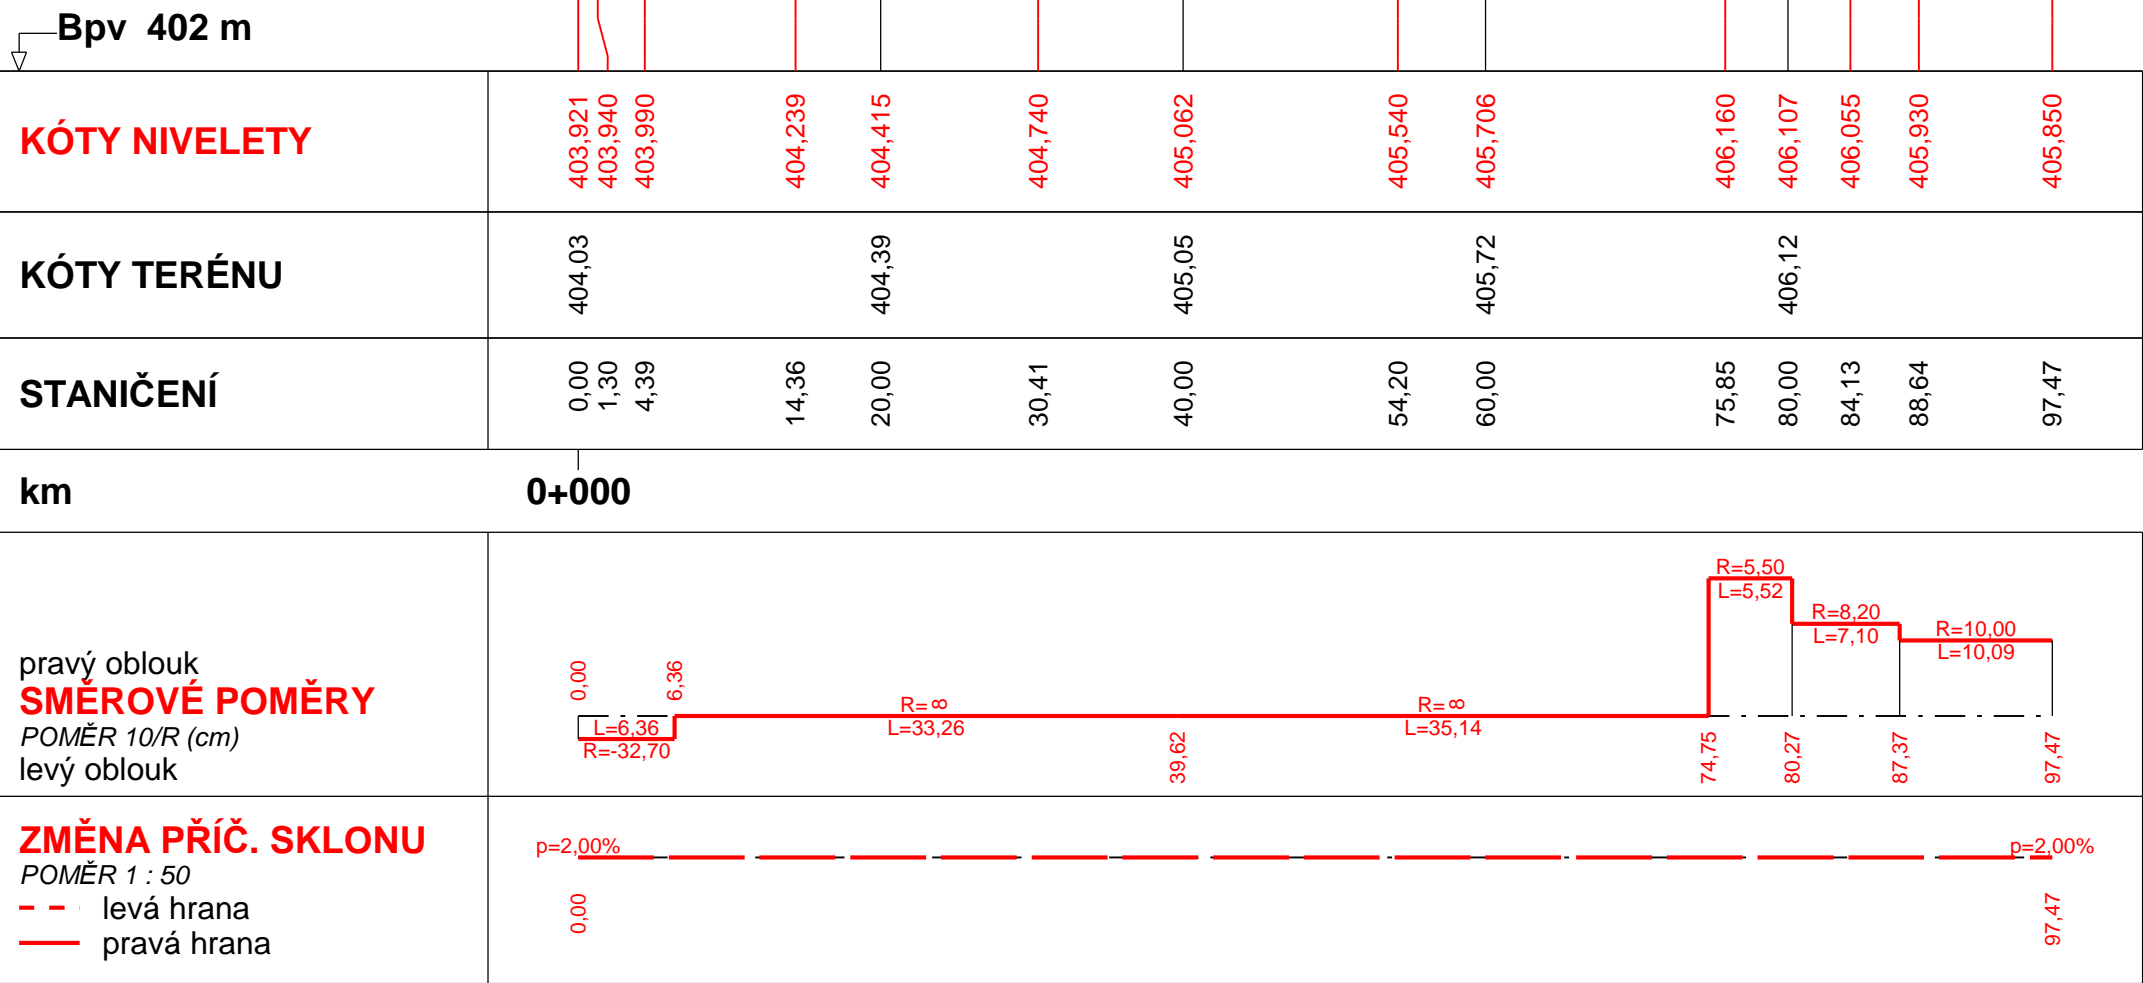 Bpv 402 m
KÓTY NIVELETY
403,921 403,940 403,990 404,239 404,415 404,740 405,062 405,540 405,706 406,160 406,107 406,055 405,930 405,850
KÓTY TERÉNU
404,03 404,39 405,05 405,72 406,12
STANIČENÍ
0,00 1,30 4,39 14,36 20,00 30,41 40,00 54,20 60,00 75,85 80,00 84,13 88,64 97,47
km 0+000
pravý oblouk
SMĚROVÉ POMĚRY
POMĚR 10/R (cm)
levý oblouk
0,00
6,36
L=6,36
R=-32,70
R=∞
L=33,26
39,62
R=∞
L=35,14
74,75
R=5,50
L=5,52
80,27
R=8,20
L=7,10
87,37
R=10,00
L=10,09
97,47
ZMĚNA PŘÍČ. SKLONU
POMĚR 1 : 50
levá hrana
pravá hrana
p=2,00% p=2,00%
0,00 97,47